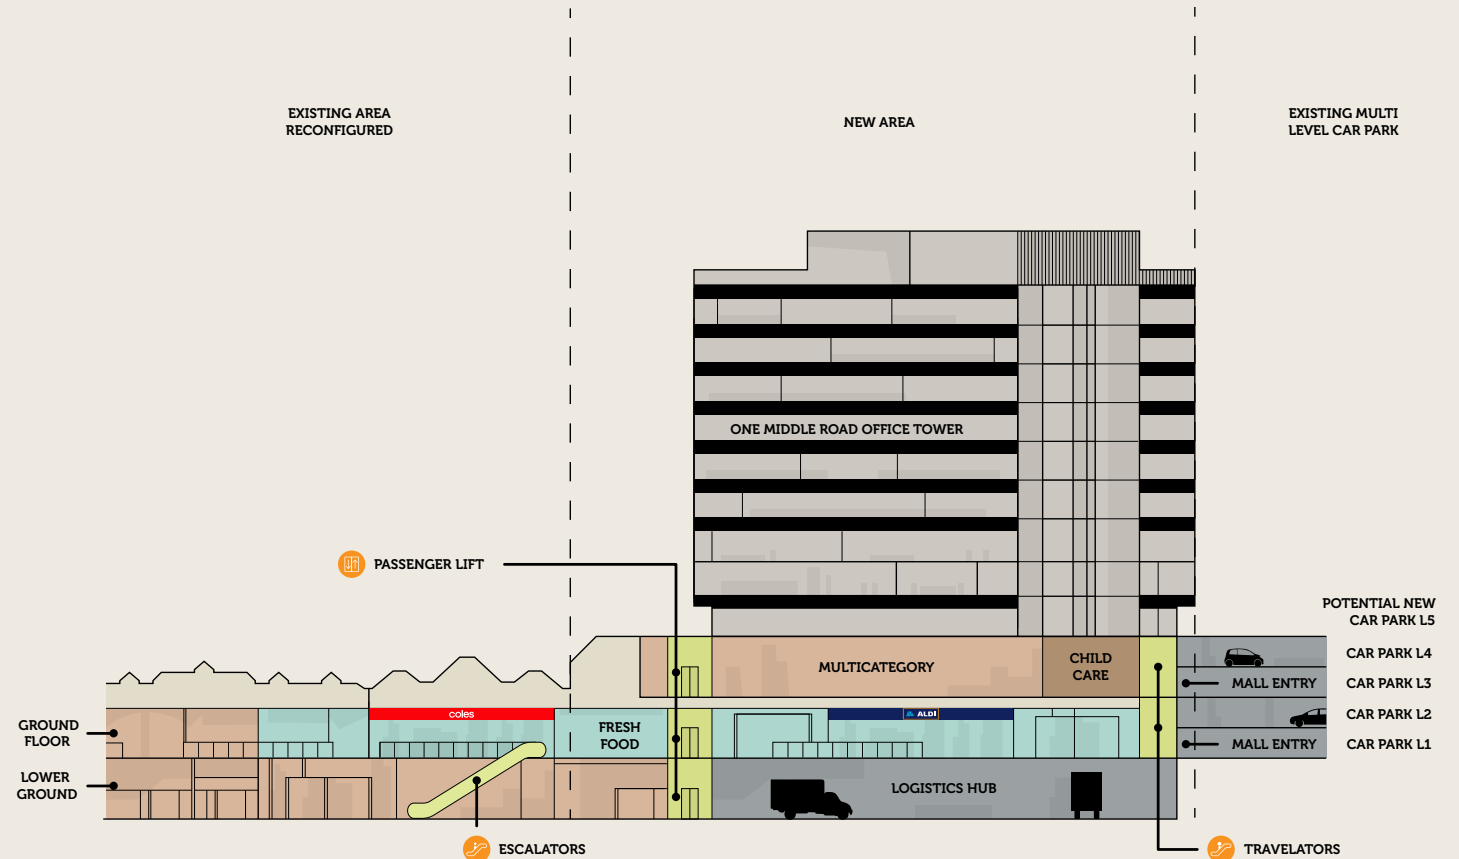 EXISTING AREA
RECONFIGURED
NEW AREA
EXISTING MULTI
LEVEL CAR PARK
ONE MIDDLE ROAD OFFICE TOWER
PASSENGER LIFT
POTENTIAL NEW
CAR PARK L5
MULTICATEGORY
CHILD
CARE
CAR PARK L4
MALL ENTRY
CAR PARK L3
GROUND
FLOOR
coles
FRESH
FOOD
ALDI
CAR PARK L2
MALL ENTRY
CAR PARK L1
LOWER
GROUND
LOGISTICS HUB
ESCALATORS
TRAVELATORS